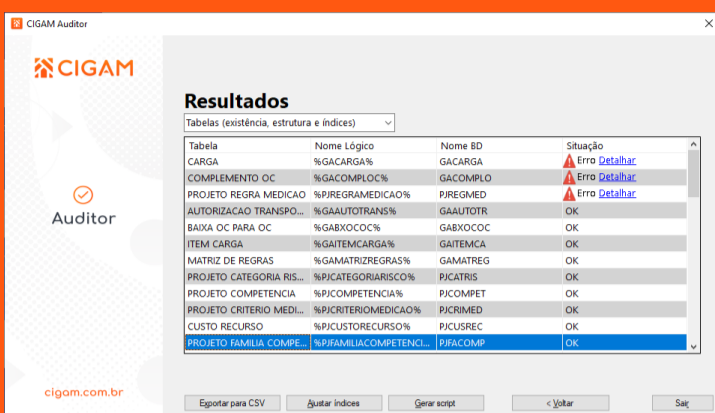 CIGAM Auditor
CIGAM
Auditor
cigam.com.br
Resultados
Tabelas (existência, estrutura e índices)
Tabela Nome Lógico Nome BD Situação
CARGA %GACARGA% GACARGA Erro Detalhar
COMPLEMENTO OC %GACOMPLOC% GACOMPLO Erro Detalhar
PROJETO REGRA MEDICAO %PJREGRAMEDICAO% PJREGMED Erro Detalhar
AUTORIZACAO TRANSPO... %GAAUTOTRANS% GAAUTOTR OK
BAIXA OC PARA OC %GABXOCOC% GABXOCOC OK
ITEM CARGA %GAITEMCARGA% GAITEMCA OK
MATRIZ DE REGRAS %GAMATRIZREGRAS% GAMATREG OK
PROJETO CATEGORIA RIS... %PJCATEGORIARISCO% PJCATRIS OK
PROJETO COMPETENCIA %PJCOMPETENCIA% PJCOMPET OK
PROJETO CRITERIO MEDI... %PJCRITERIOMEDICAO% PJCRIMED OK
CUSTO RECURSO %PJCUSTORECURSO% PJCUSREC OK
PROJETO FAMILIA COMPE... %PJFAMILIACOMPETENCI... PJFACOMP OK
Exportar para CSV Ajustar índices Gerar script < Voltar Sair